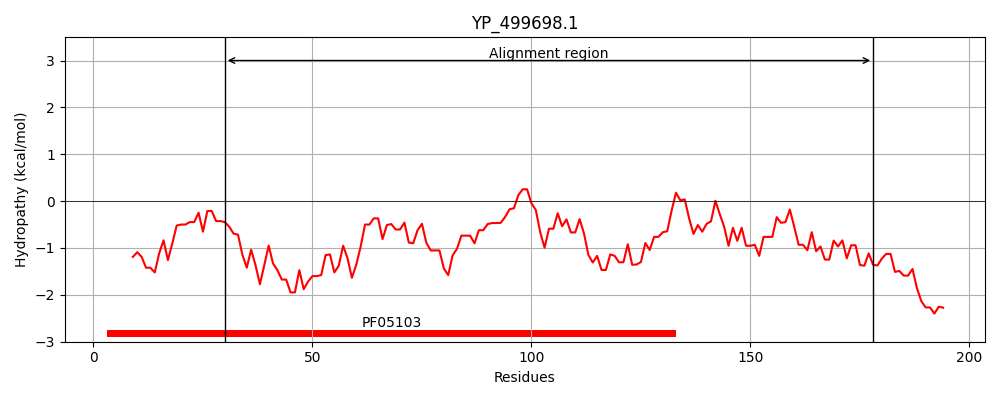 YP_499698.1
Alignment region
PF05103
Hydropathy (kcal/mol)
3
2
1
0
−1
−2
−3
0 50 100 150 200
Residues